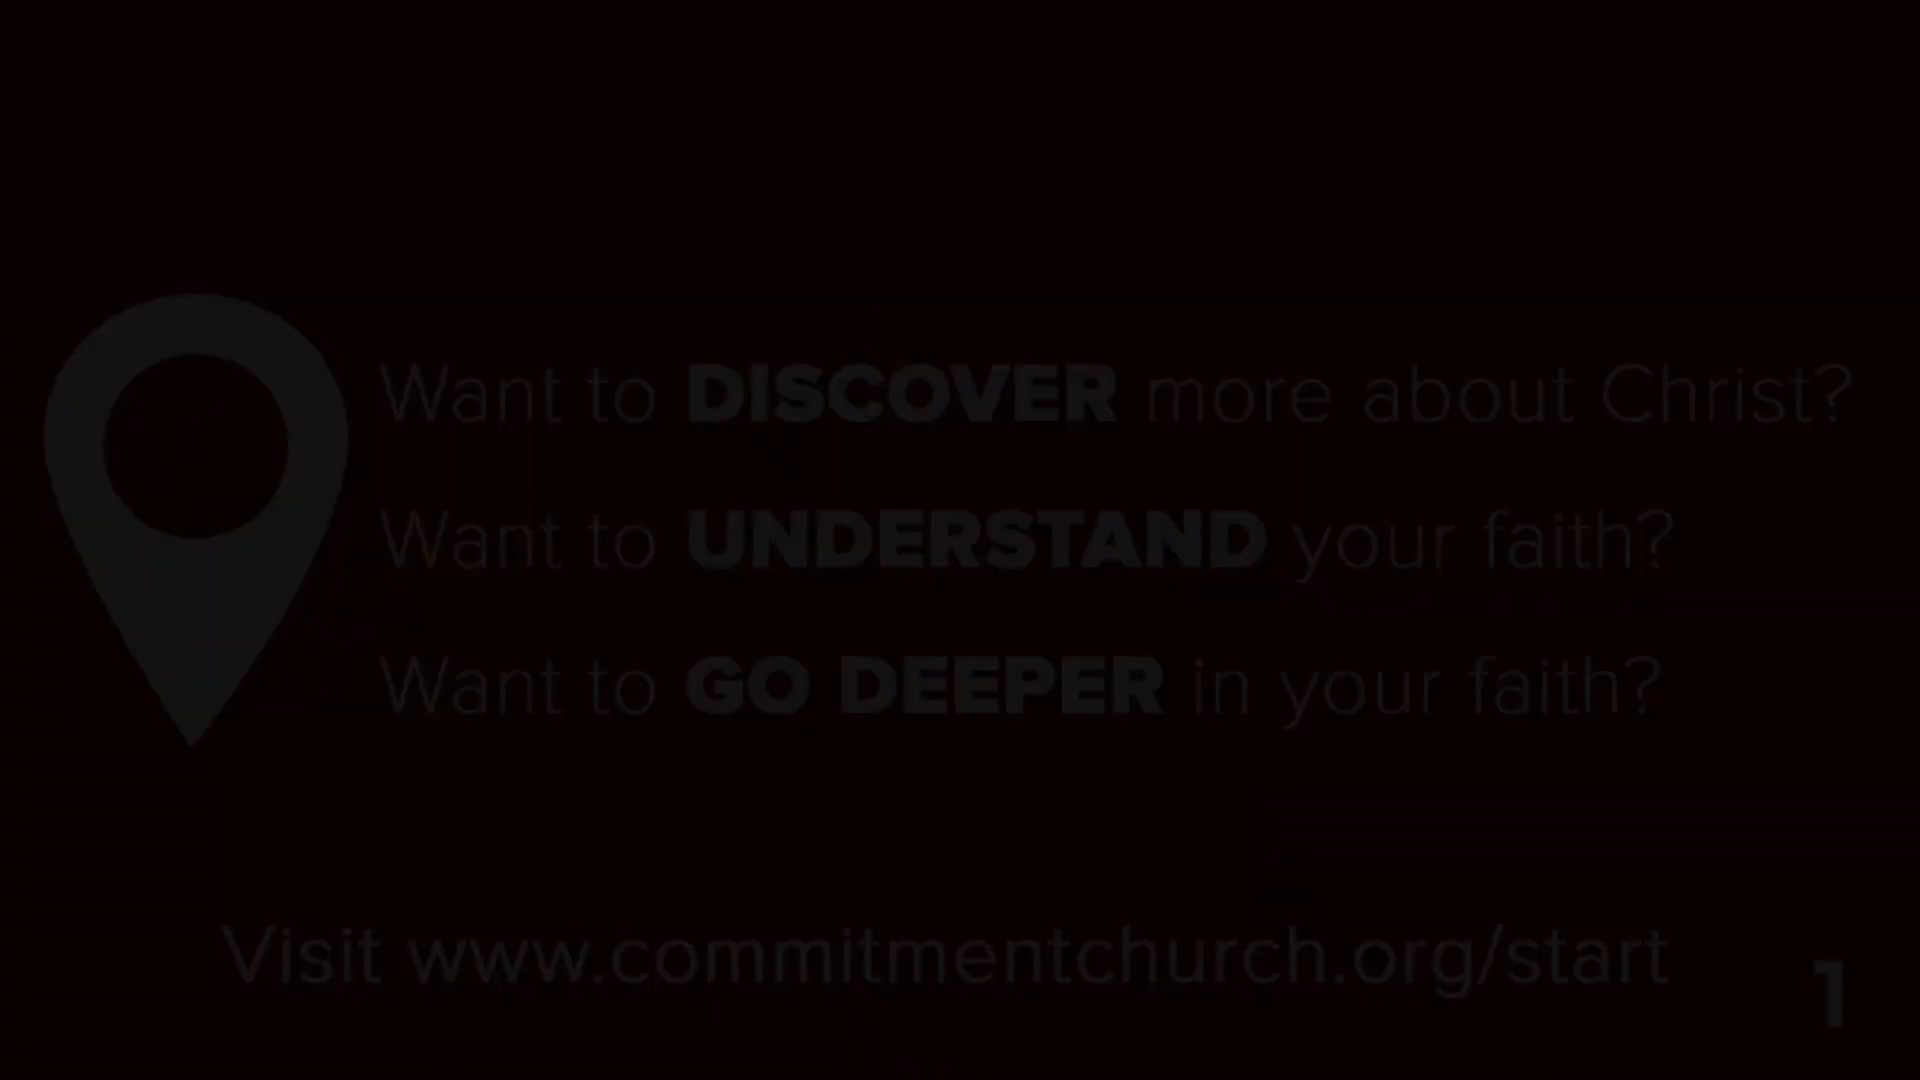 Want to DISCOVER more about Christ?
Want to UNDERSTAND your faith?
Want to GO DEEPER in your faith?
Visit www.commitmentchurch.org/start
1